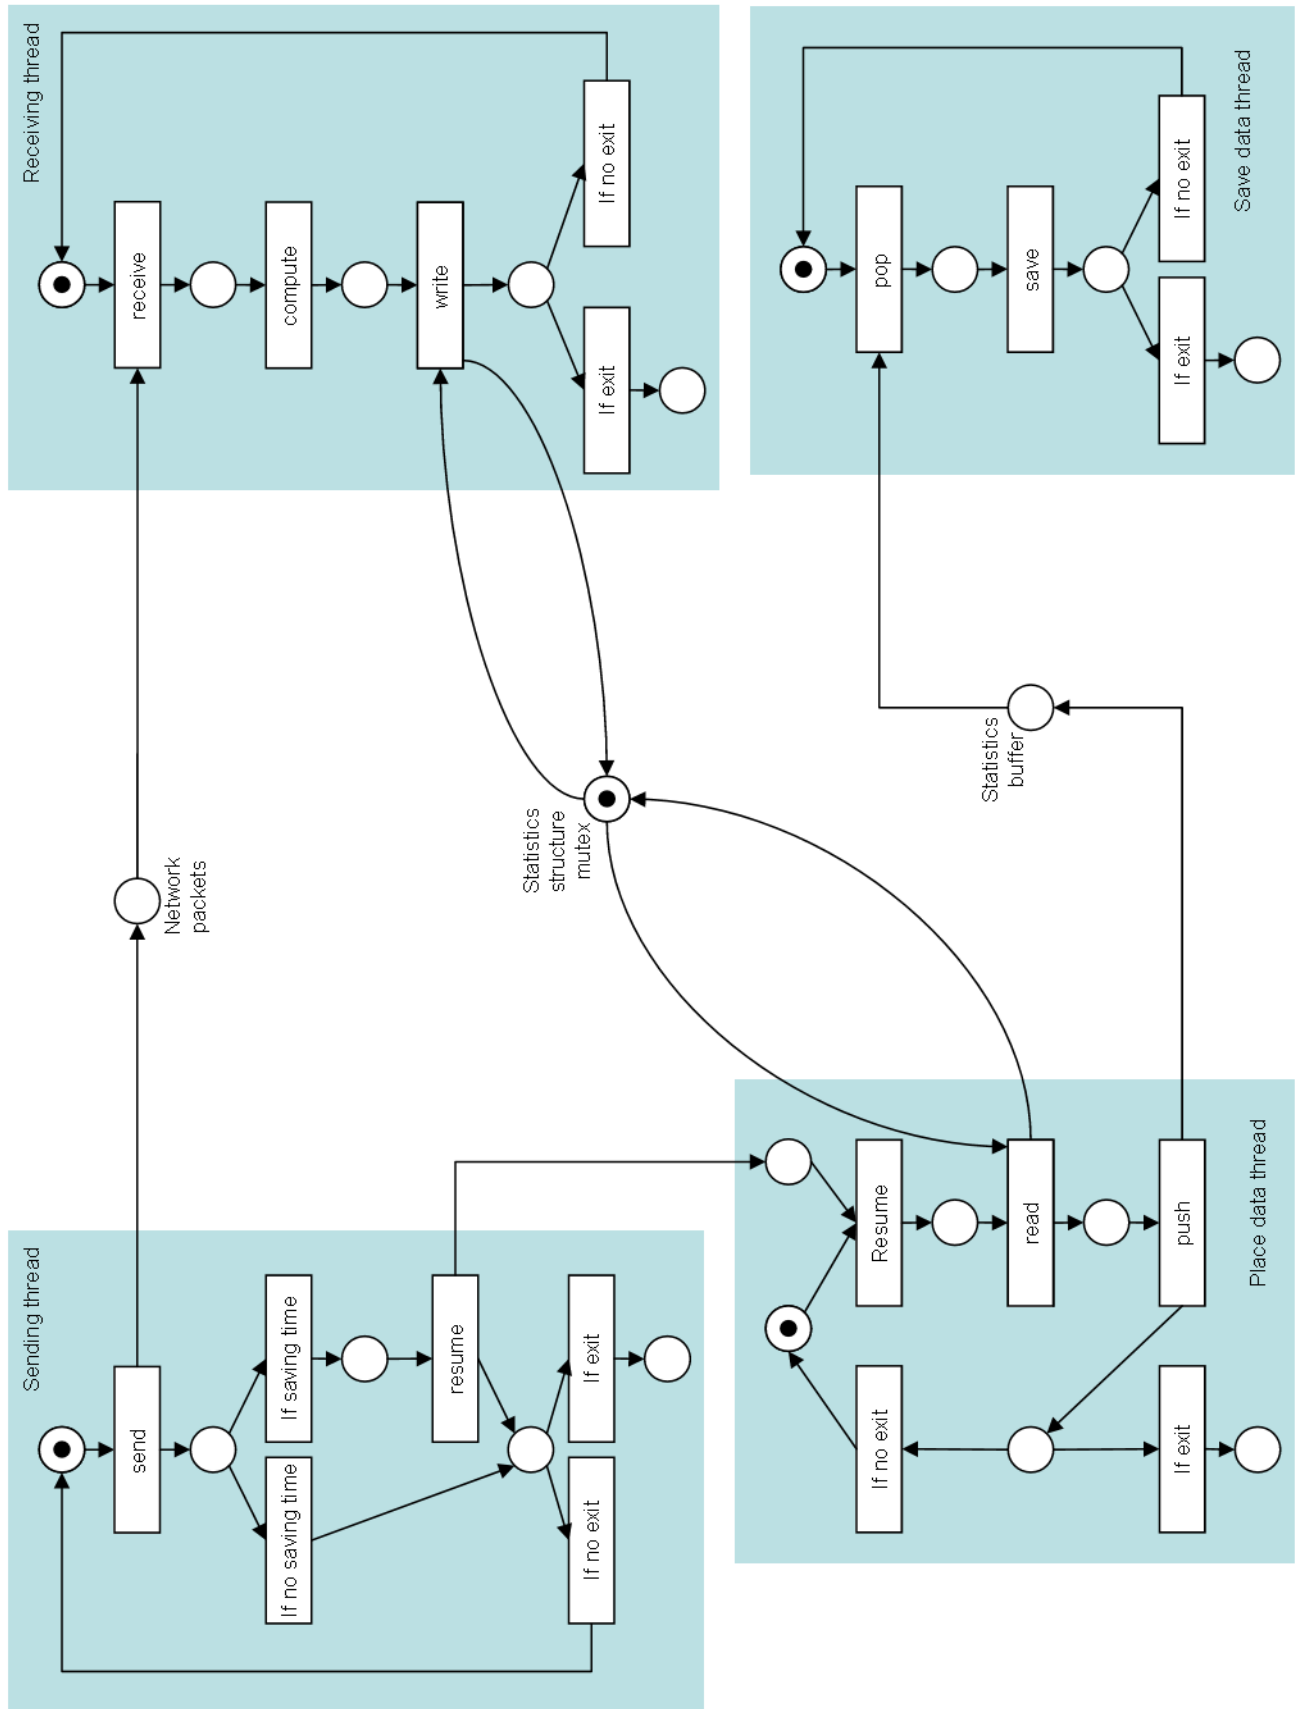 Sending thread
send
If no saving time
If saving time
resume
If no exit
If exit
Network
packets
Receiving thread
receive
compute
write
If exit
If no exit
Statistics
structure
mutex
Place data thread
If no exit
Resume
read
push
If exit
Statistics
buffer
Save data thread
pop
save
If exit
If no exit